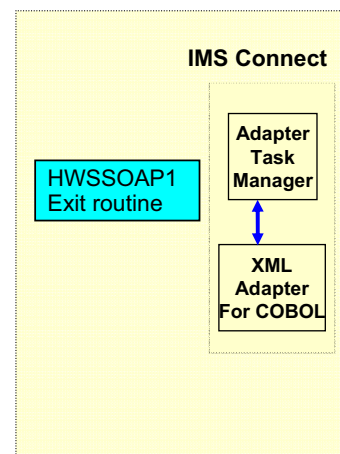 IMS Connect
HWSSOAP1
Exit routine
Adapter
Task
Manager
XML
Adapter
For COBOL